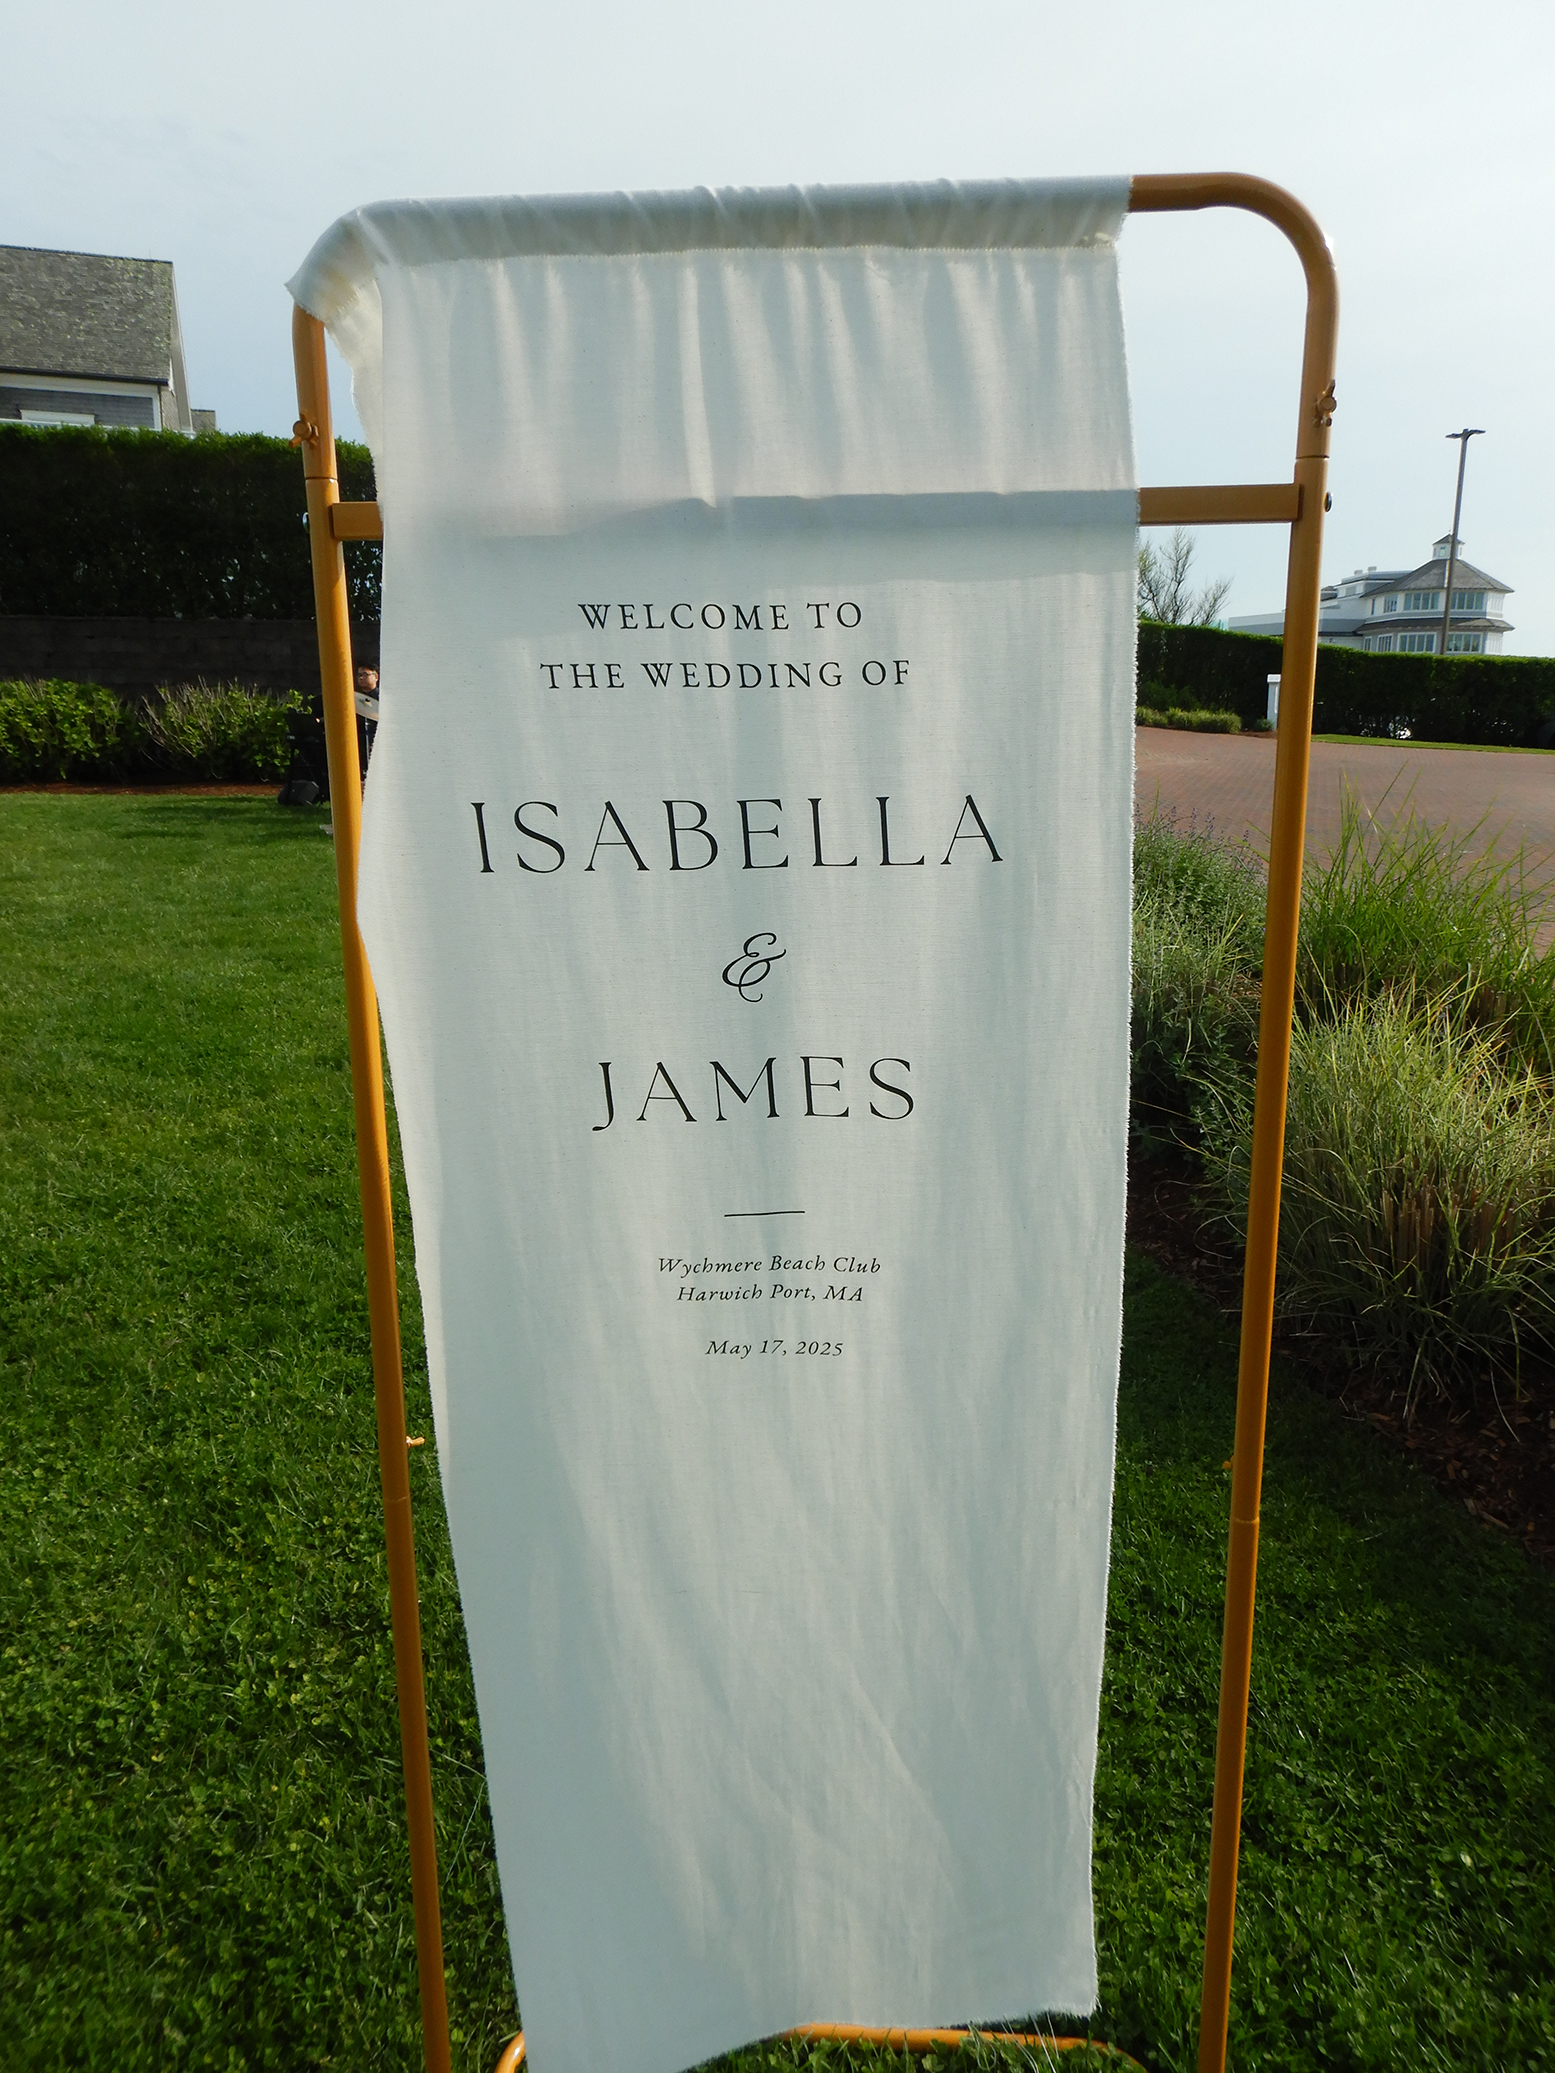 WELCOME TO
THE WEDDING OF
ISABELLA
&
JAMES
Wychmere Beach Club
Harwich Port, MA
May 17, 2025